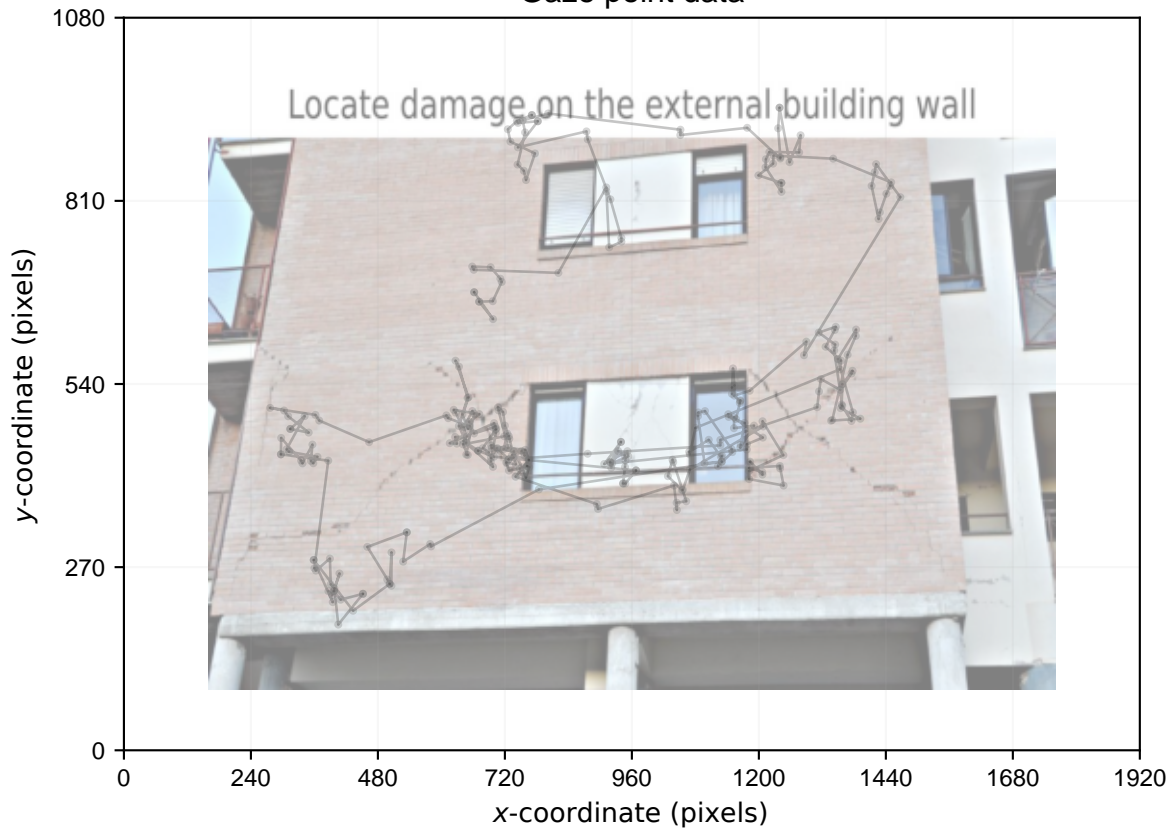 Gaze point data
1080
Locate damage on the external building wall
810
540
270
0
y-coordinate (pixels)
0 240 480 720 960 1200 1440 1680 1920
x-coordinate (pixels)